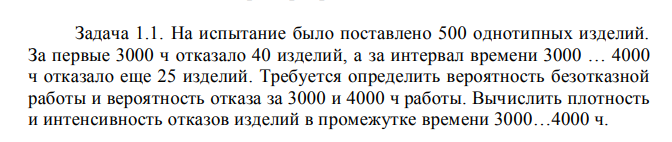 Задача 1.1. На испытание было поставлено 500 однотипных изделий.
За первые 3000 ч отказало 40 изделий, а за интервал времени 3000 … 4000
ч отказало еще 25 изделий. Требуется определить вероятность безотказной
работы и вероятность отказа за 3000 и 4000 ч работы. Вычислить плотность
и интенсивность отказов изделий в промежутке времени 3000…4000 ч.